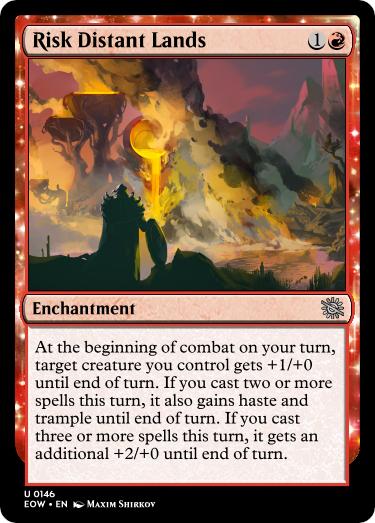 Risk Distant Lands 1
Enchantment
At the beginning of combat on your turn,
target creature you control gets +1/+0
until end of turn. If you cast two or more
spells this turn, it also gains haste and
trample until end of turn. If you cast
three or more spells this turn, it gets an
additional +2/+0 until end of turn.
U 0146
EOW • EN Maxim Shirkov